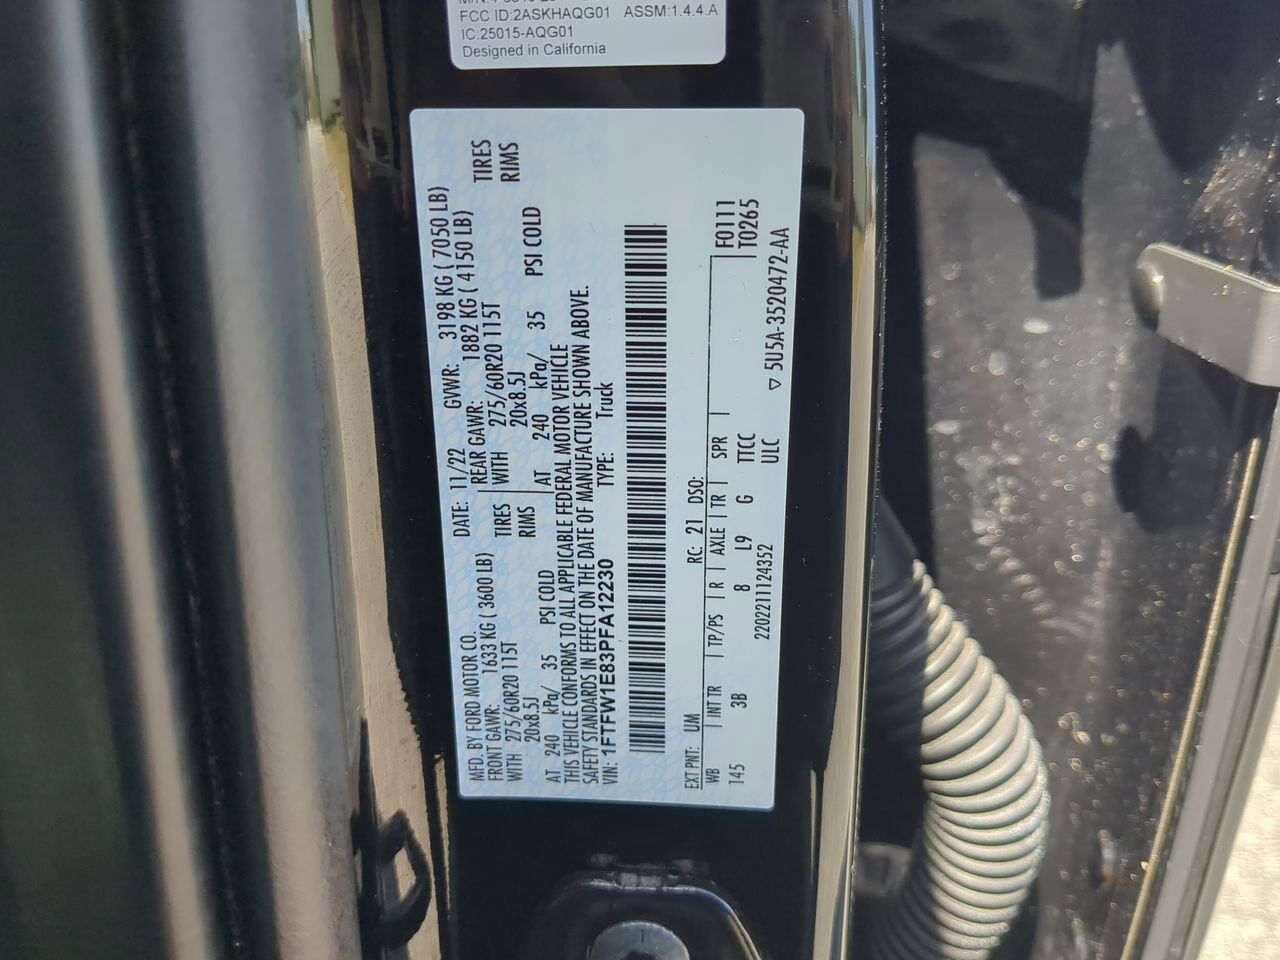 FCC ID:2ASKHAQG01 ASSM:1.4.4.A
IC:25015-AQG01
Designed in California
MFD. BY FORD MOTOR CO.
DATE: 11/22 GVWR: 3198 KG ( 7050 LB)
FRONT GAWR: 1633 KG ( 3600 LB) REAR GAWR: 1882 KG ( 4150 LB)
WITH 275/60R20 115T TIRES WITH 275/60R20 115T TIRES
20x8.5J RIMS 20x8.5J RIMS
AT 240 kPa/ 35 PSI COLD AT 240 kPa/ 35 PSI COLD
THIS VEHICLE CONFORMS TO ALL APPLICABLE FEDERAL MOTOR VEHICLE
SAFETY STANDARDS IN EFFECT ON THE DATE OF MANUFACTURE SHOWN ABOVE.
VIN: 1FTFW1E83PFA12230 TYPE: Truck
EXT PNT: UM RC: 21 DSO:
WB INT TR TP/PS R AXLE TR SPR F0111
145 3B 8 L9 G TTCC T0265
2202211124352 ULC
▽ 5U5A-3520472-AA